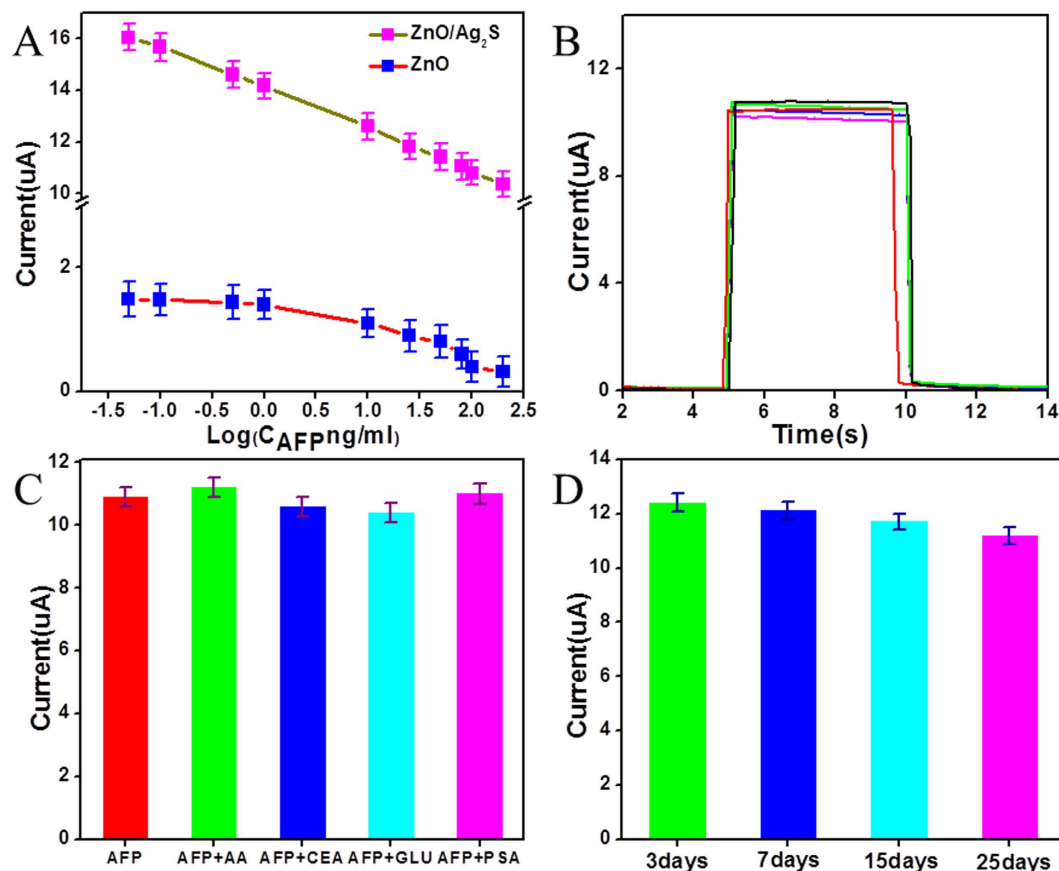 A
ZnO/Ag2S
ZnO
16
14
12
10
2
0
Current(uA)
-1.5 -1.0 -0.5 0.0 0.5 1.0 1.5 2.0 2.5
Log(CAFPng/ml)
B
12
8
4
0
Current(uA)
2 4 6 8 10 12 14
Time(s)
C
12
10
8
6
4
2
0
Current(uA)
AFP AFP+AA AFP+CEA AFP+GLU AFP+PSA
D
14
12
10
8
6
4
2
0
Current(uA)
3days 7days 15days 25days